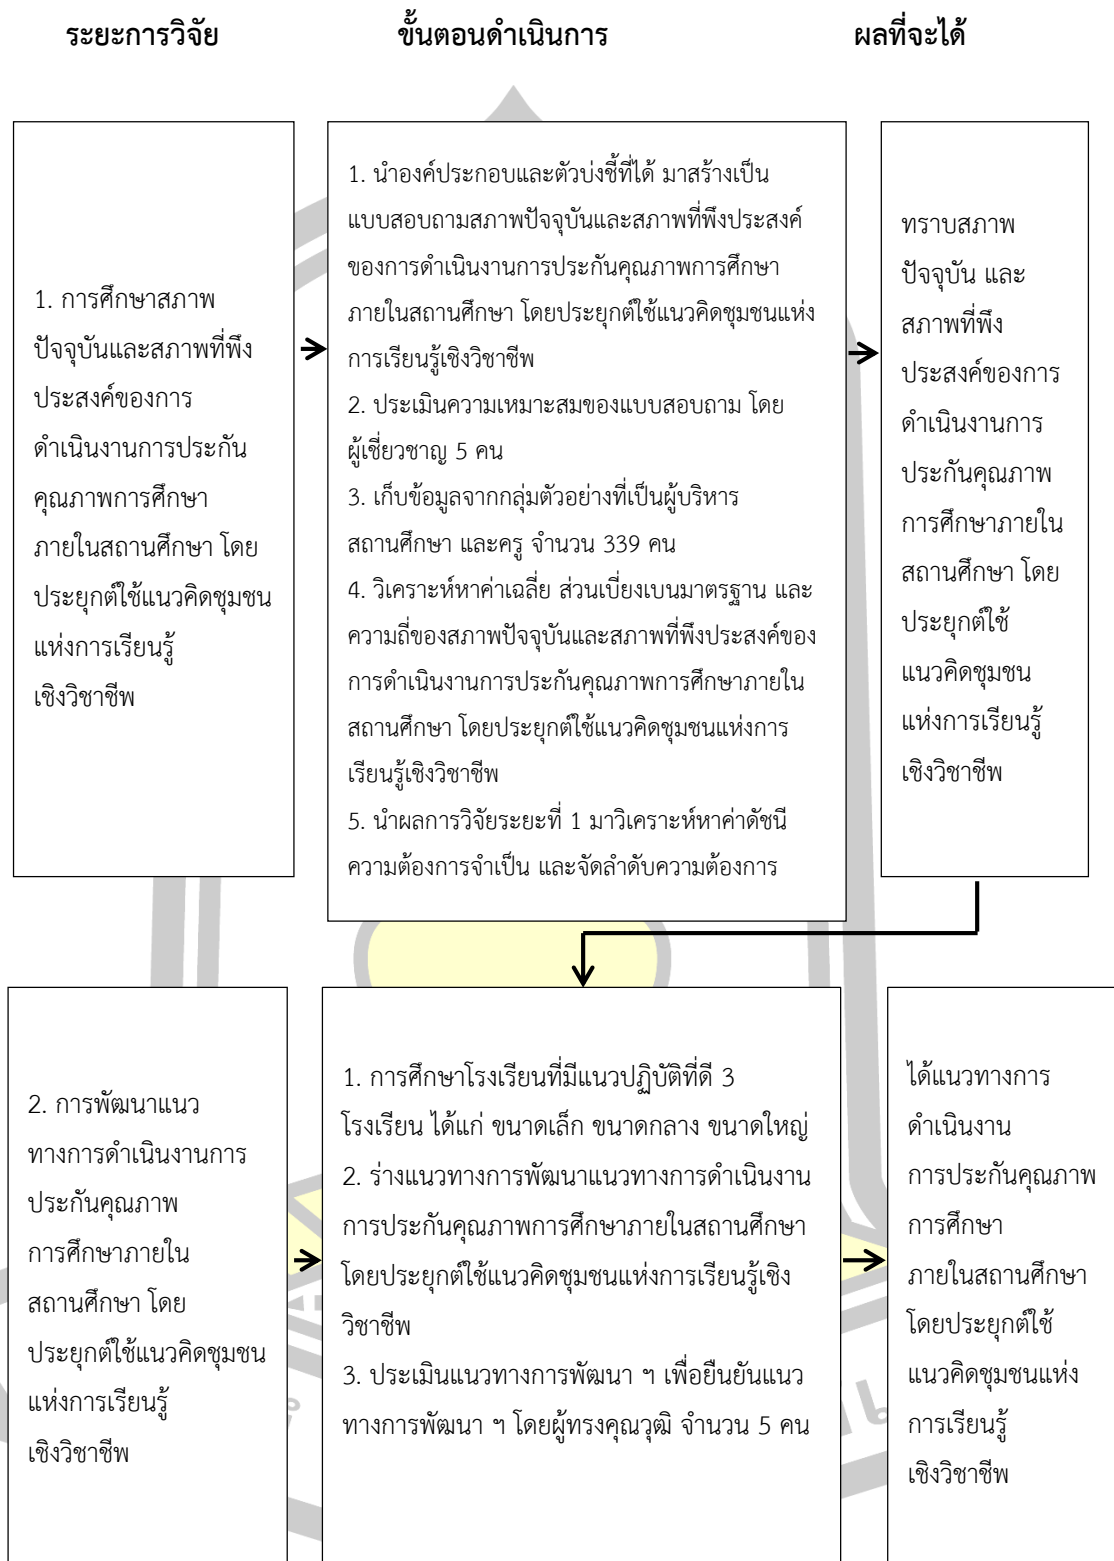 ระยะการวิจัย
ขั้นตอนดำเนินการ
ผลที่จะได้
1. การศึกษาสภาพ
ปัจจุบันและสภาพที่พึง
ประสงค์ของการ
ดำเนินงานการประกัน
คุณภาพการศึกษา
ภายในสถานศึกษา โดย
ประยุกต์ใช้แนวคิดชุมชน
แห่งการเรียนรู้
เชิงวิชาชีพ
1. นำองค์ประกอบและตัวบ่งชี้ที่ได้ มาสร้างเป็น
แบบสอบถามสภาพปัจจุบันและสภาพที่พึงประสงค์
ของการดำเนินงานการประกันคุณภาพการศึกษา
ภายในสถานศึกษา โดยประยุกต์ใช้แนวคิดชุมชนแห่ง
การเรียนรู้เชิงวิชาชีพ
2. ประเมินความเหมาะสมของแบบสอบถาม โดย
ผู้เชี่ยวชาญ 5 คน
3. เก็บข้อมูลจากกลุ่มตัวอย่างที่เป็นผู้บริหาร
สถานศึกษา และครู จำนวน 339 คน
4. วิเคราะห์หาค่าเฉลี่ย ส่วนเบี่ยงเบนมาตรฐาน และ
ความถี่ของสภาพปัจจุบันและสภาพที่พึงประสงค์ของ
การดำเนินงานการประกันคุณภาพการศึกษาภายใน
สถานศึกษา โดยประยุกต์ใช้แนวคิดชุมชนแห่งการ
เรียนรู้เชิงวิชาชีพ
5. นำผลการวิจัยระยะที่ 1 มาวิเคราะห์หาค่าดัชนี
ความต้องการจำเป็น และจัดลำดับความต้องการ
ทราบสภาพ
ปัจจุบัน และ
สภาพที่พึง
ประสงค์ของการ
ดำเนินงานการ
ประกันคุณภาพ
การศึกษาภายใน
สถานศึกษา โดย
ประยุกต์ใช้
แนวคิดชุมชน
แห่งการเรียนรู้
เชิงวิชาชีพ
2. การพัฒนาแนว
ทางการดำเนินงานการ
ประกันคุณภาพ
การศึกษาภายใน
สถานศึกษา โดย
ประยุกต์ใช้แนวคิดชุมชน
แห่งการเรียนรู้
เชิงวิชาชีพ
1. การศึกษาโรงเรียนที่มีแนวปฏิบัติที่ดี 3
โรงเรียน ได้แก่ ขนาดเล็ก ขนาดกลาง ขนาดใหญ่
2. ร่างแนวทางการพัฒนาแนวทางการดำเนินงาน
การประกันคุณภาพการศึกษาภายในสถานศึกษา
โดยประยุกต์ใช้แนวคิดชุมชนแห่งการเรียนรู้เชิง
วิชาชีพ
3. ประเมินแนวทางการพัฒนา ฯ เพื่อยืนยันแนว
ทางการพัฒนา ฯ โดยผู้ทรงคุณวุฒิ จำนวน 5 คน
ได้แนวทางการ
ดำเนินงาน
การประกันคุณภาพ
การศึกษา
ภายในสถานศึกษา
โดยประยุกต์ใช้
แนวคิดชุมชนแห่ง
การเรียนรู้
เชิงวิชาชีพ